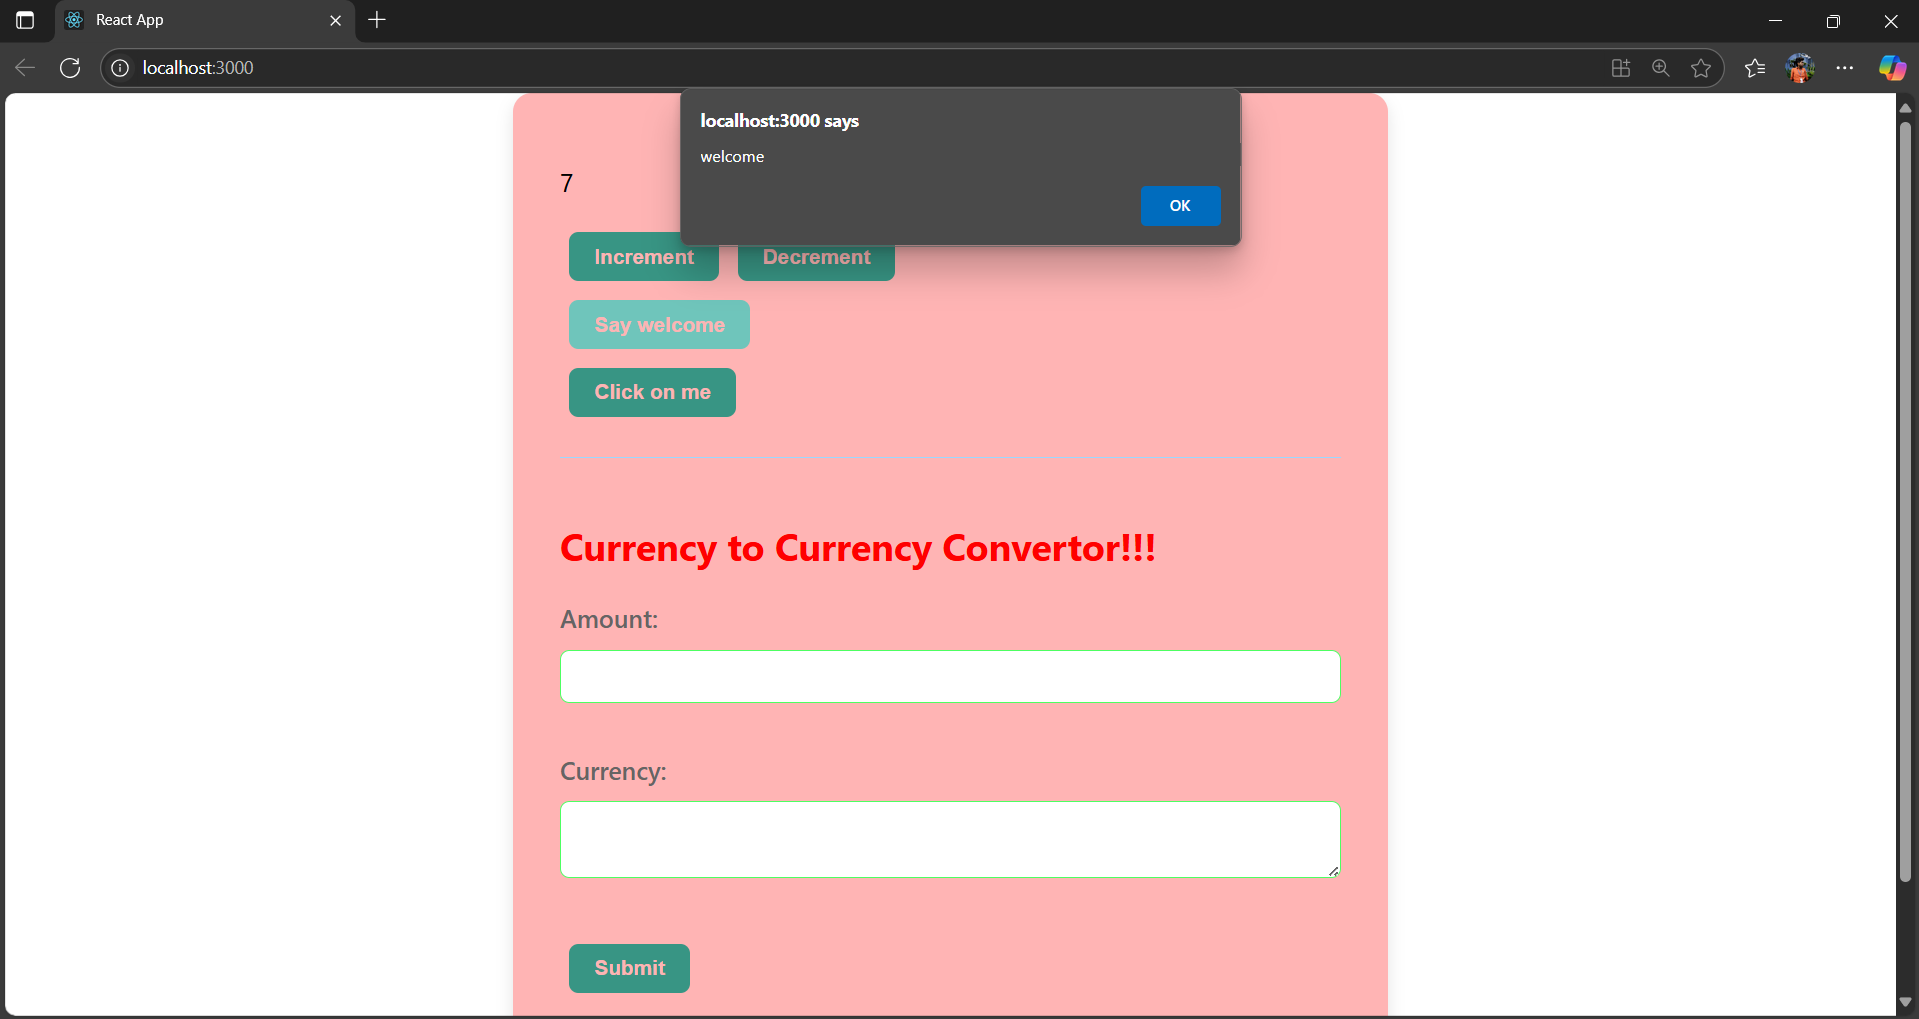 React App
localhost:3000
localhost:3000 says
welcome
OK
7
Increment Decrement
Say welcome
Click on me
Currency to Currency Convertor!!!
Amount:
Currency:
Submit